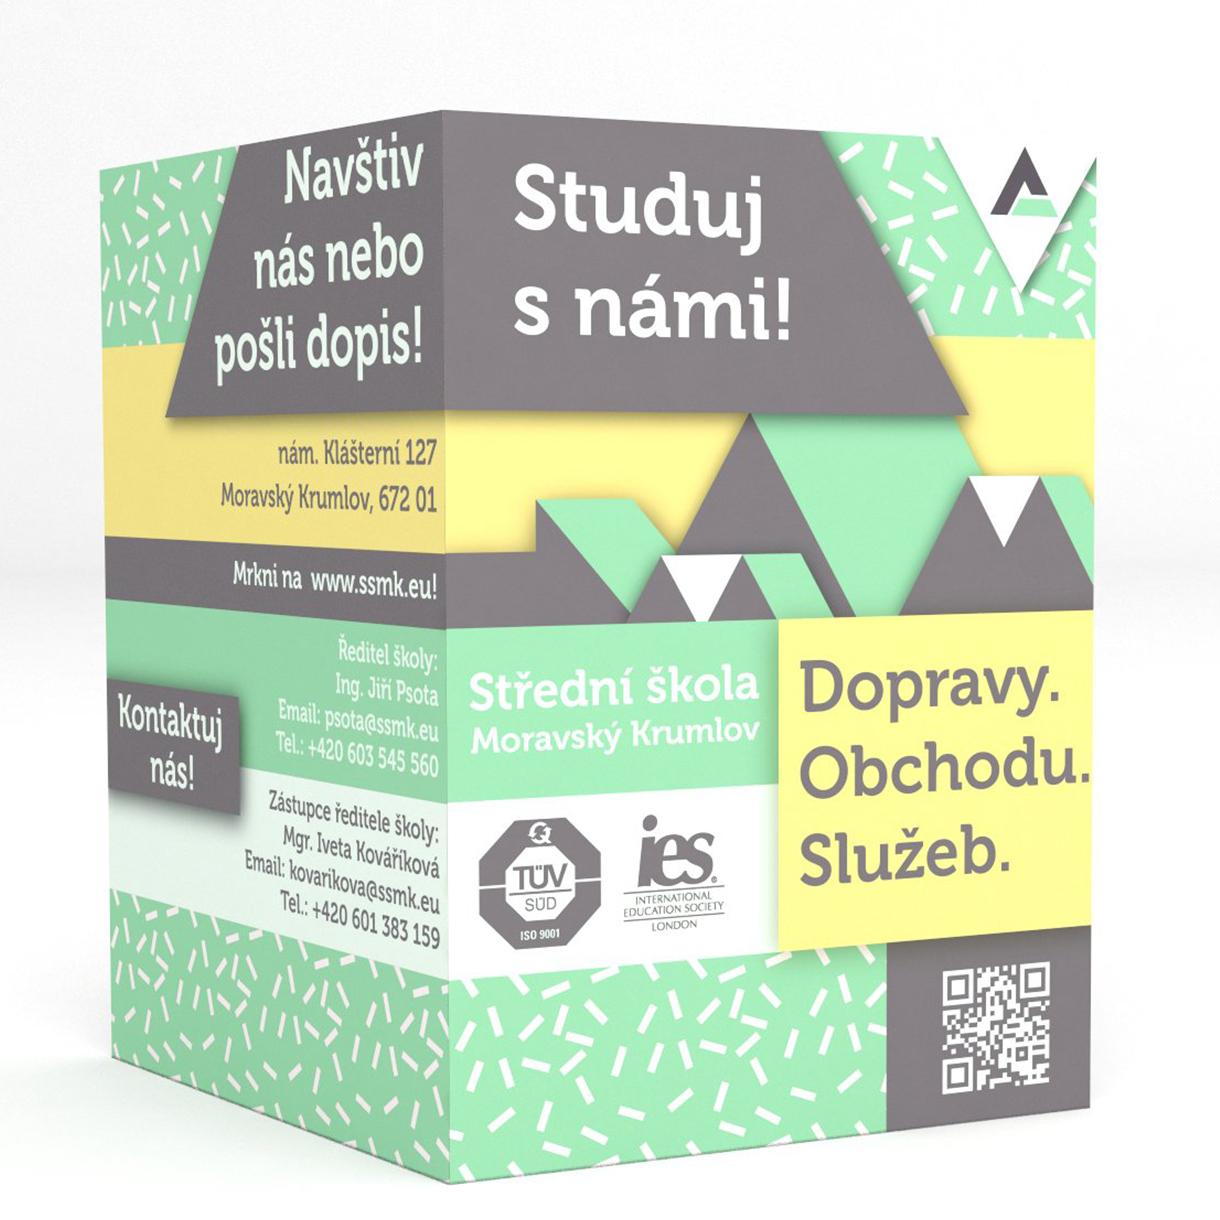 Navštiv
nás nebo
pošli dopis!
nám. Klášterní 127
Moravský Krumlov, 672 01
Mrkni na www.ssmk.eu!
Ředitel školy:
Ing. Jiří Psota
Email: psota@ssmk.eu
Tel.: +420 603 545 560
Kontaktuj
nás!
Zástupce ředitele školy:
Mgr. Iveta Kováříková
Email: kovarikova@ssmk.eu
Tel.: +420 601 383 159
Studuj
s námi!
Střední škola
Moravský Krumlov
Dopravy.
Obchodu.
Služeb.
TÜV
SÜD
ISO 9001
ies®
INTERNATIONAL
EDUCATION SOCIETY
LONDON